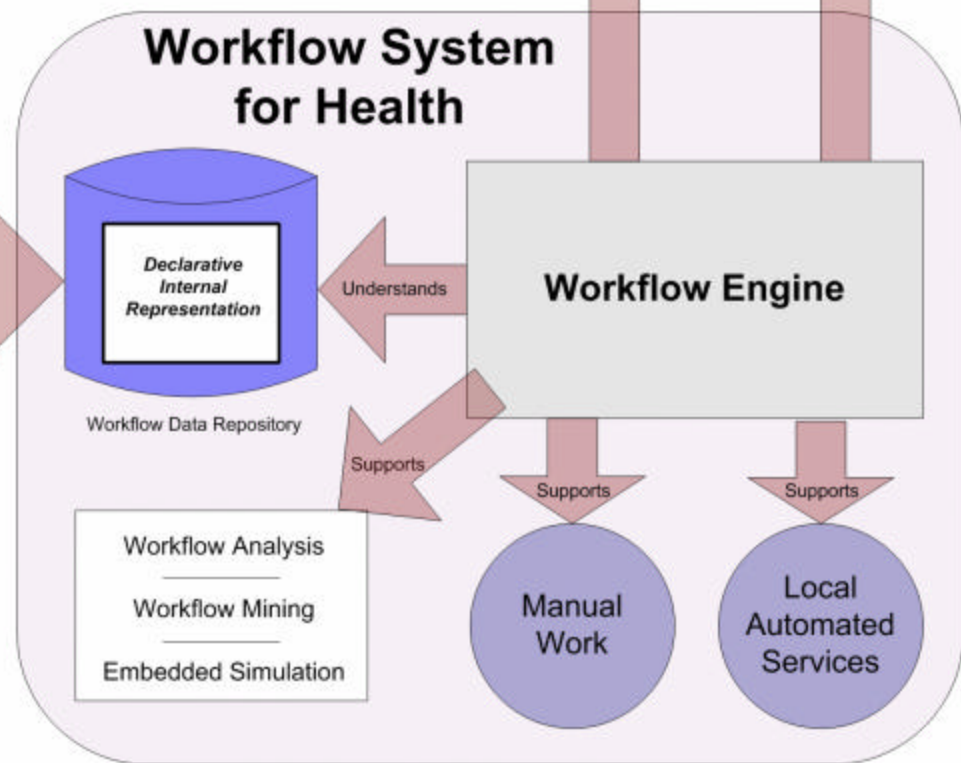 Workflow System
for Health
Declarative
Internal
Representation
Understands
Workflow Engine
Workflow Data Repository
Supports
Supports
Supports
Workflow Analysis
Workflow Mining
Embedded Simulation
Manual
Work
Local
Automated
Services